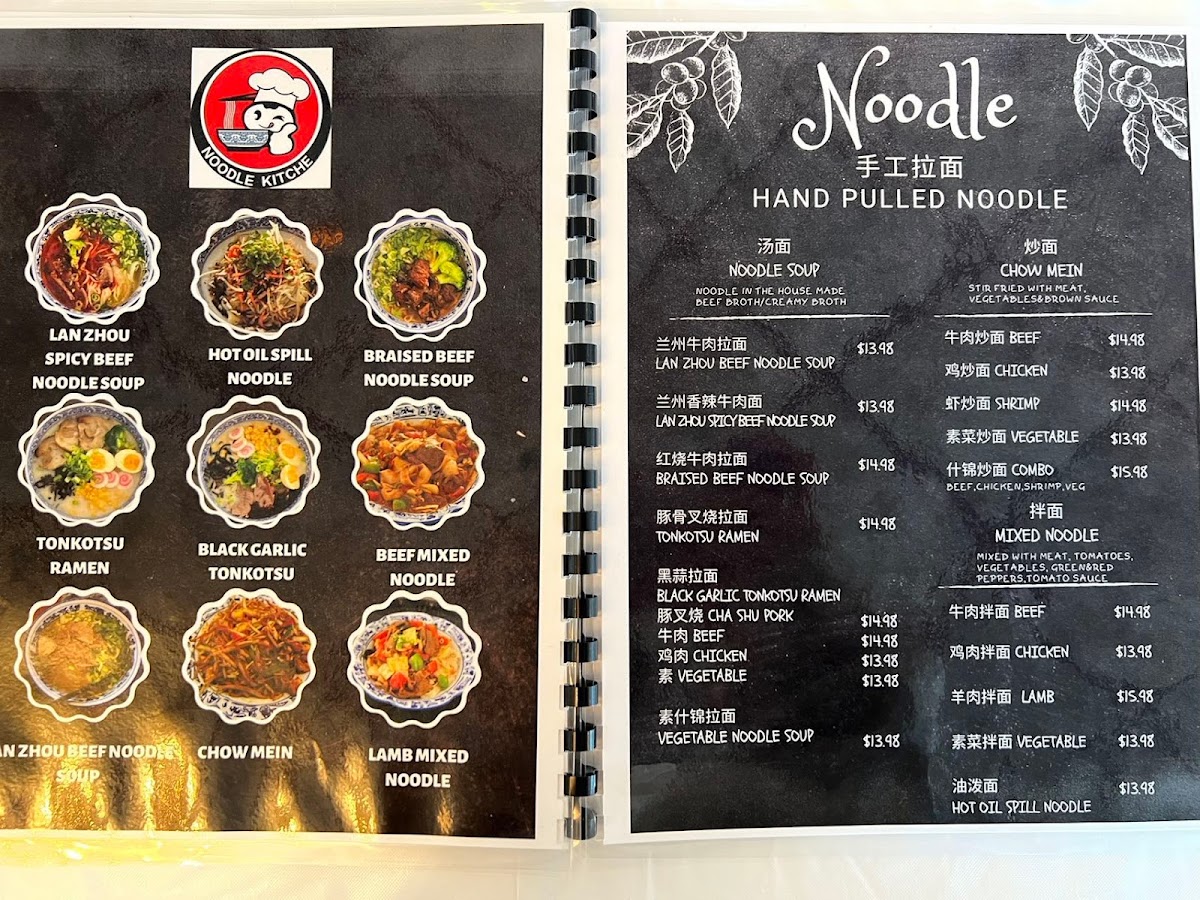 NOODLE KITCHE
LAN ZHOU
SPICY BEEF
NOODLE SOUP
HOT OIL SPILL
NOODLE
BRAISED BEEF
NOODLE SOUP
TONKOTSU
RAMEN
BLACK GARLIC
TONKOTSU
BEEF MIXED
NOODLE
AN ZHOU BEEF NOODLE
SOUP
CHOW MEIN
LAMB MIXED
NOODLE
Noodle
手工拉面
HAND PULLED NOODLE
汤面
NOODLE SOUP
NOODLE IN THE HOUSE MADE
BEEF BROTH/CREAMY BROTH
兰州牛肉拉面
LAN ZHOU BEEF NOODLE SOUP $13.98
兰州香辣牛肉面
LAN ZHOU SPICY BEEF NOODLE SOUP $13.98
红烧牛肉拉面
BRAISED BEEF NOODLE SOUP $14.98
豚骨叉烧拉面
TONKOTSU RAMEN $14.98
黑蒜拉面
BLACK GARLIC TONKOTSU RAMEN
豚叉烧 CHA SHU PORK $14.98
牛肉 BEEF $14.98
鸡肉 CHICKEN $13.98
素 VEGETABLE $13.98
素什锦拉面
VEGETABLE NOODLE SOUP $13.98
炒面
CHOW MEIN
STIR FRIED WITH MEAT,
VEGETABLES&BROWN SAUCE
牛肉炒面 BEEF $14.98
鸡炒面 CHICKEN $13.98
虾炒面 SHRIMP $14.98
素菜炒面 VEGETABLE $13.98
什锦炒面 COMBO $15.98
BEEF,CHICKEN,SHRIMP,VEG
拌面
MIXED NOODLE
MIXED WITH MEAT, TOMATOES,
VEGETABLES, GREEN&RED
PEPPERS,TOMATO SAUCE
牛肉拌面 BEEF $14.98
鸡肉拌面 CHICKEN $13.98
羊肉拌面 LAMB $15.98
素菜拌面 VEGETABLE $13.98
油泼面 $13.98
HOT OIL SPILL NOODLE